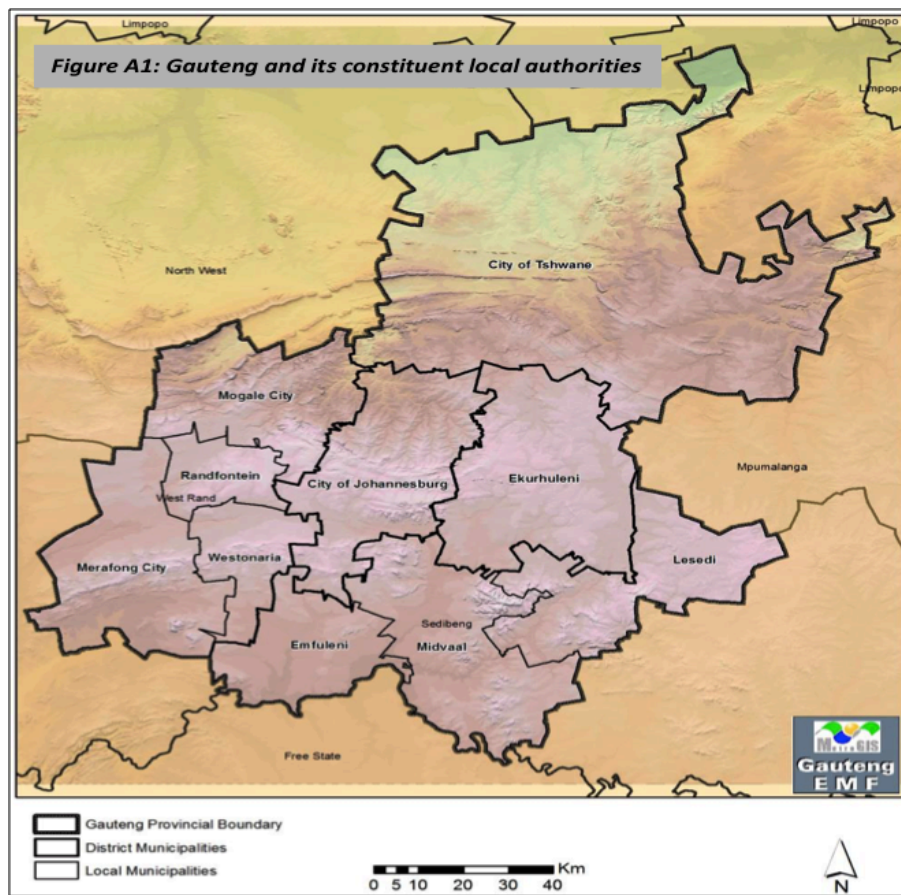 Limpopo
Limpopo
Figure A1: Gauteng and its constituent local authorities
Limpopo
North West
City of Tshwane
Mogale City
Randfontein
West Rand
City of Johannesburg
Ekurhuleni
Mpumalanga
Merafong City
Westonaria
Lesedi
Sedibeng
Emfuleni
Midvaal
Free State
MetroGIS
Gauteng
EMF
Gauteng Provincial Boundary
District Municipalities
Local Municipalities
Km
0 5 10 20 30 40
N